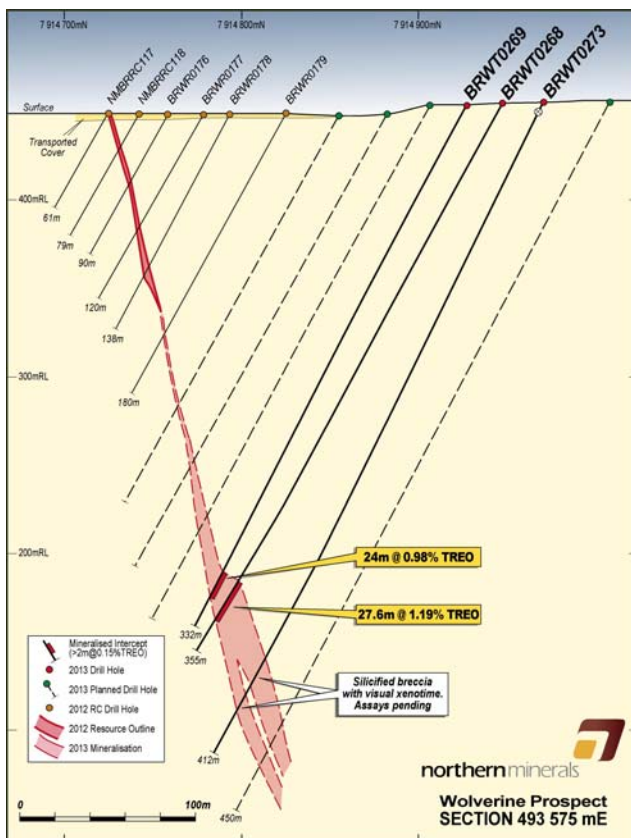 7 914 700mN
7 914 800mN
7 914 900mN
NMBRRC117
NMBRRC118
BRWR0176
BRWR0177
BRWR0178
BRWR0179
BRWT0269
BRWT0268
BRWT0273
Surface
Transported
Cover
400mRL
61m
79m
90m
120m
138m
300mRL
180m
200mRL
24m @ 0.98% TREO
27.6m @ 1.19% TREO
332m
355m
412m
450m
Mineralised Intercept
(>2m@0.15%TREO)
2013 Drill Hole
2013 Planned Drill Hole
2012 RC Drill Hole
2012 Resource Outline
2013 Mineralisation
Silicified breccia
with visual xenotime.
Assays pending
0
100m
northernminerals
Wolverine Prospect
SECTION 493 575 mE